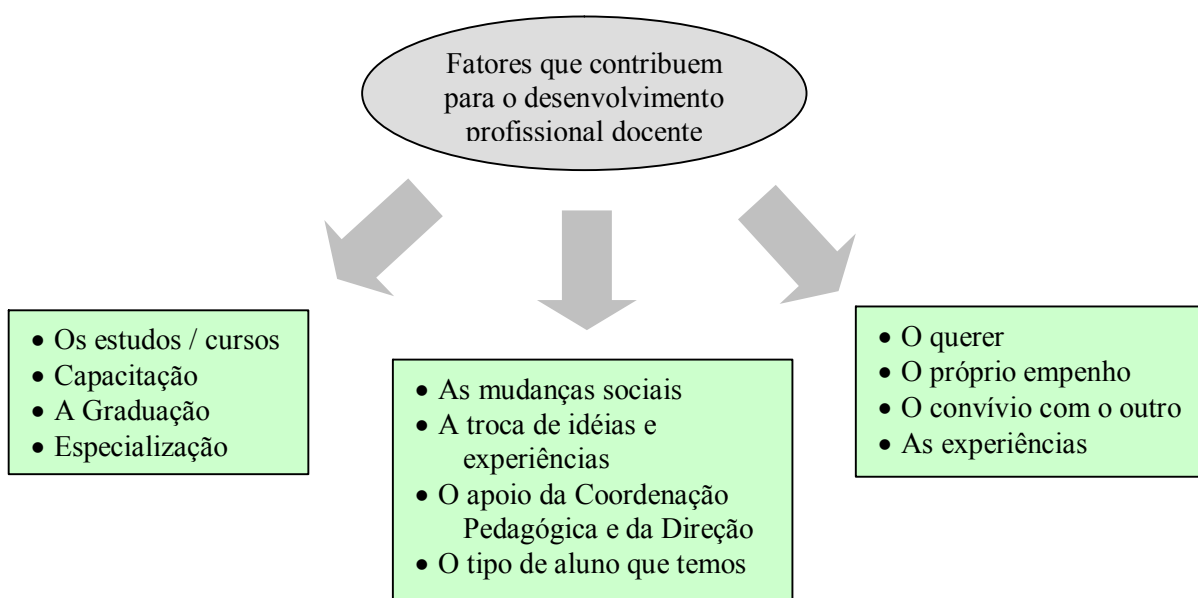 Fatores que contribuem
para o desenvolvimento
profissional docente
• Os estudos / cursos
• Capacitação
• A Graduação
• Especialização
• As mudanças sociais
• A troca de idéias e
experiências
• O apoio da Coordenação
Pedagógica e da Direção
• O tipo de aluno que temos
• O querer
• O próprio empenho
• O convívio com o outro
• As experiências